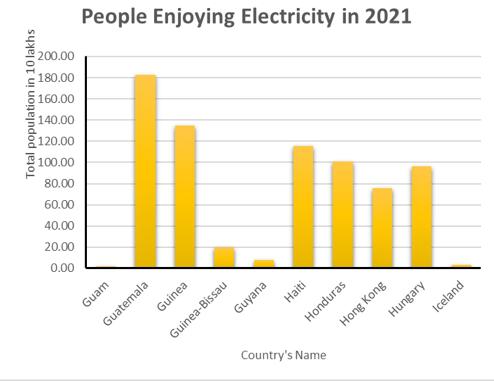 People Enjoying Electricity in 2021
Total population in 10 lakhs
200.00
180.00
160.00
140.00
120.00
100.00
80.00
60.00
40.00
20.00
0.00
Guam
Guatemala
Guinea
Guinea-Bissau
Guyana
Haiti
Honduras
Hong Kong
Hungary
Iceland
Country's Name